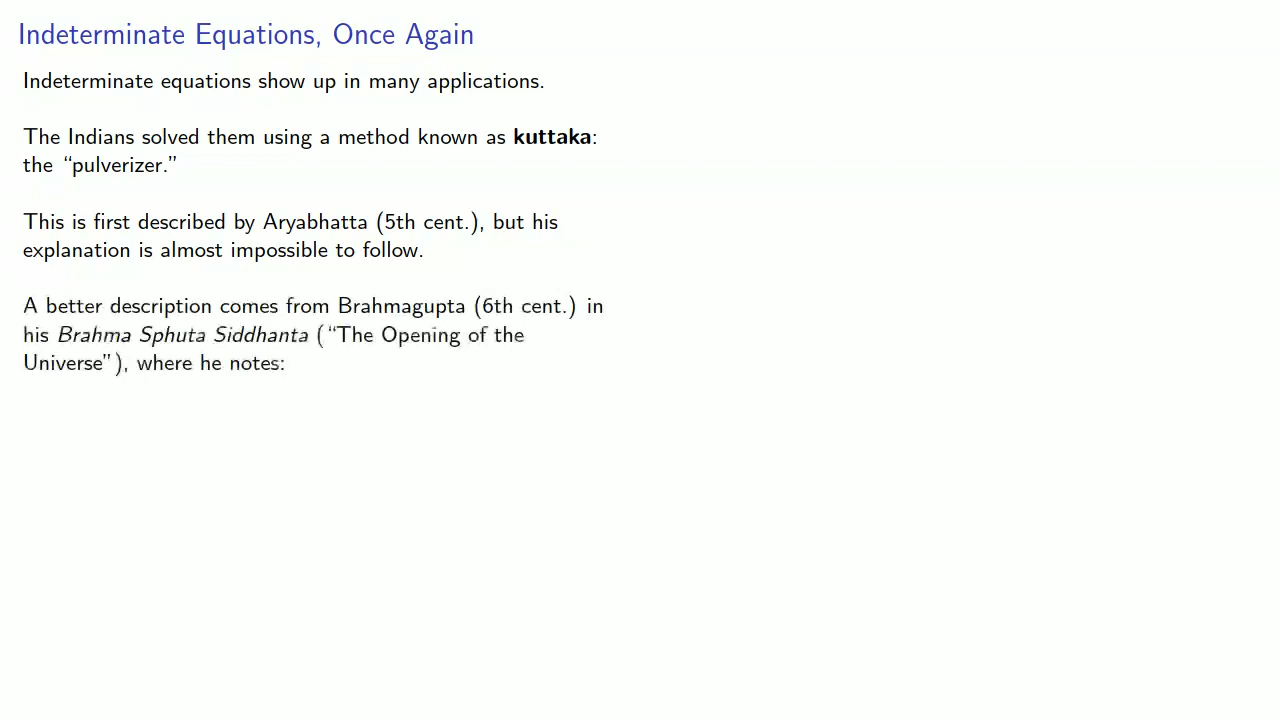 Indeterminate Equations, Once Again
Indeterminate equations show up in many applications.
The Indians solved them using a method known as kuttaka:
the “pulverizer.”
This is first described by Aryabhatta (5th cent.), but his
explanation is almost impossible to follow.
A better description comes from Brahmagupta (6th cent.) in
his Brahma Sphuta Siddhanta (“The Opening of the
Universe”), where he notes: